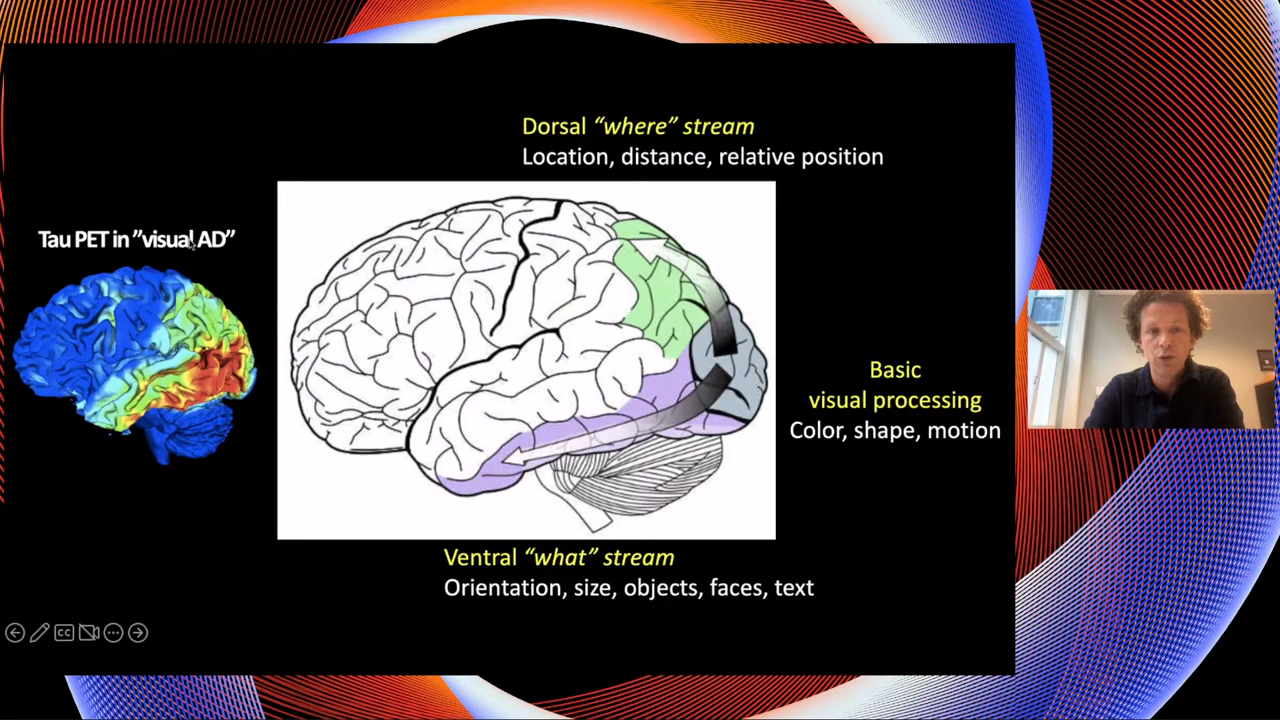 Dorsal “where” stream
Location, distance, relative position
Tau PET in ”visual AD”
Basic
visual processing
Color, shape, motion
Ventral “what” stream
Orientation, size, objects, faces, text
CC